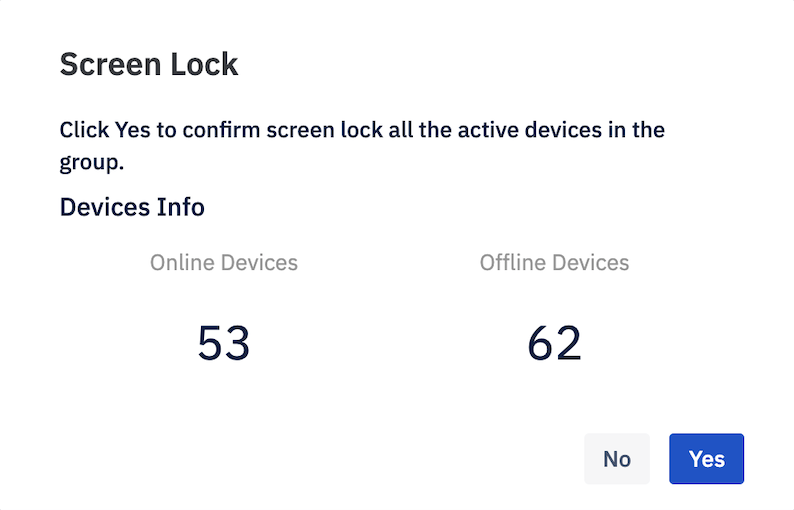 Screen Lock
Click Yes to confirm screen lock all the active devices in the
group.
Devices Info
Online Devices
Offline Devices
53
62
No
Yes